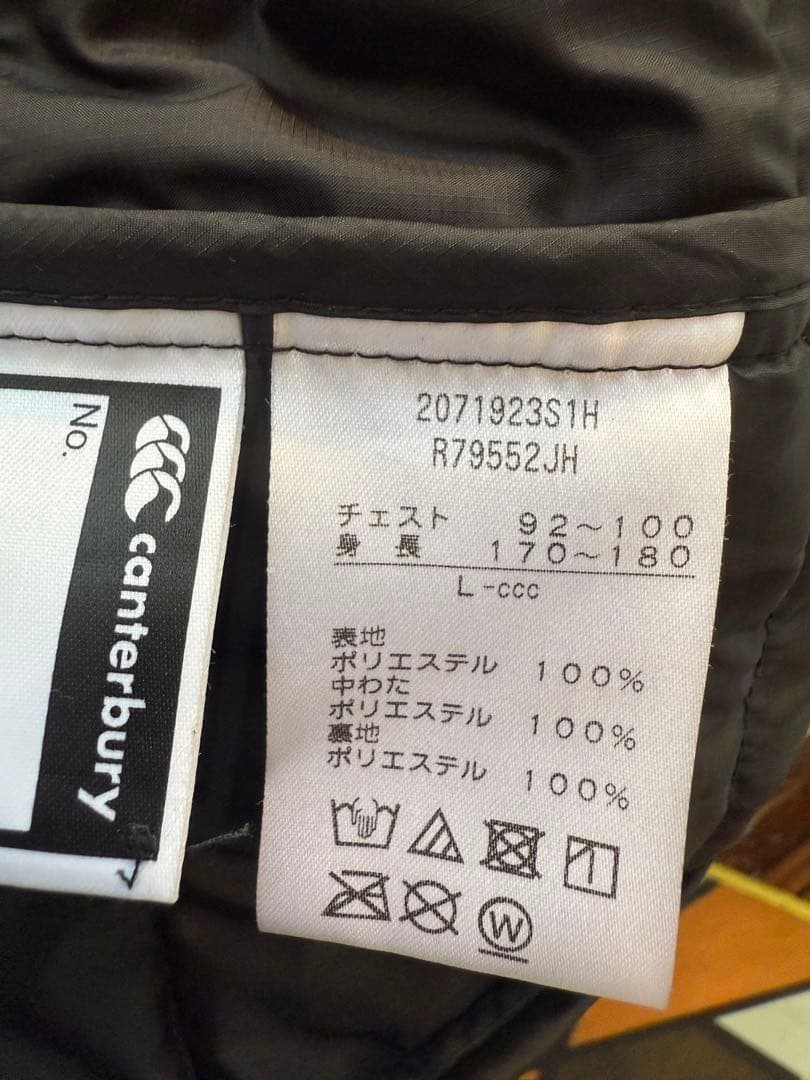 No.
canterbury
2071923S1H
R79552JH
チェスト 92~100
身長 170~180
L-ccc
表地
ポリエステル 100%
中わた
ポリエステル 100%
裏地
ポリエステル 100%
W